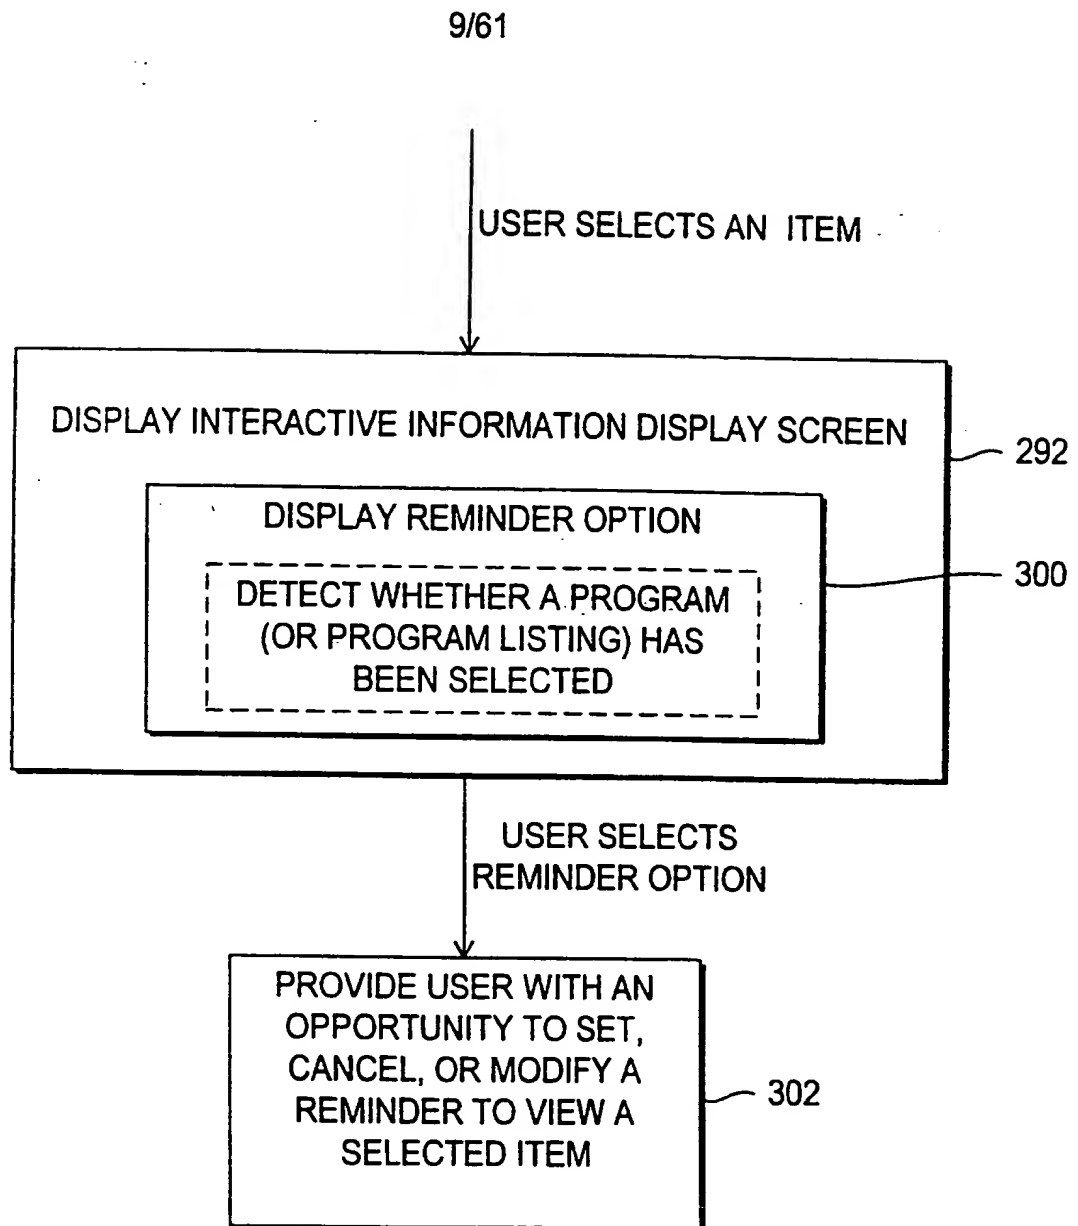 9/61
USER SELECTS AN ITEM
DISPLAY INTERACTIVE INFORMATION DISPLAY SCREEN
292
DISPLAY REMINDER OPTION
300
DETECT WHETHER A PROGRAM
(OR PROGRAM LISTING) HAS
BEEN SELECTED
USER SELECTS
REMINDER OPTION
PROVIDE USER WITH AN
OPPORTUNITY TO SET,
CANCEL, OR MODIFY A
REMINDER TO VIEW A
SELECTED ITEM
302